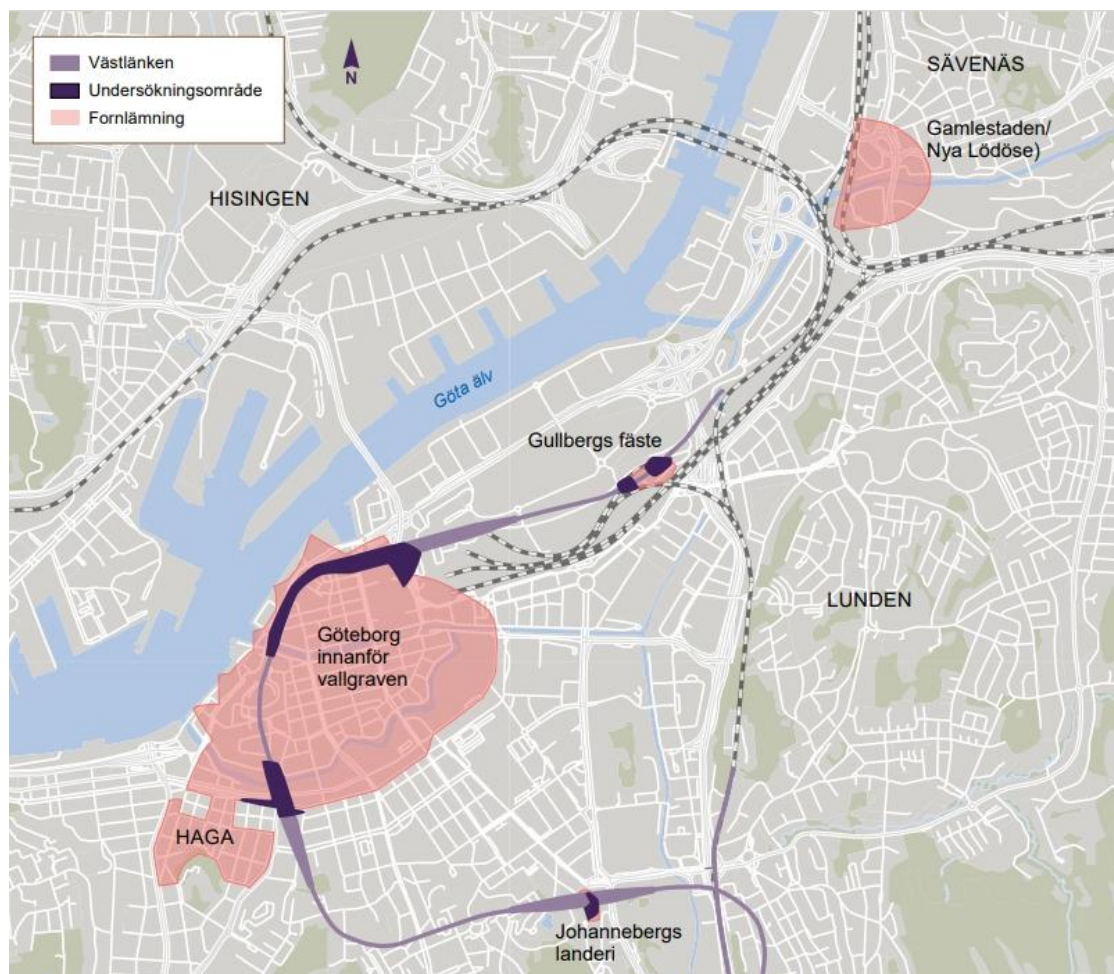 Västlänken
Undersökningsområde
Fornlämning
N
SÄVENÄS
Gamlestaden/
Nya Lödöse)
HISINGEN
Göta älv
Gullbergs fäste
LUNDEN
Göteborg
innanför
vallgraven
HAGA
Johannebergs
landeri